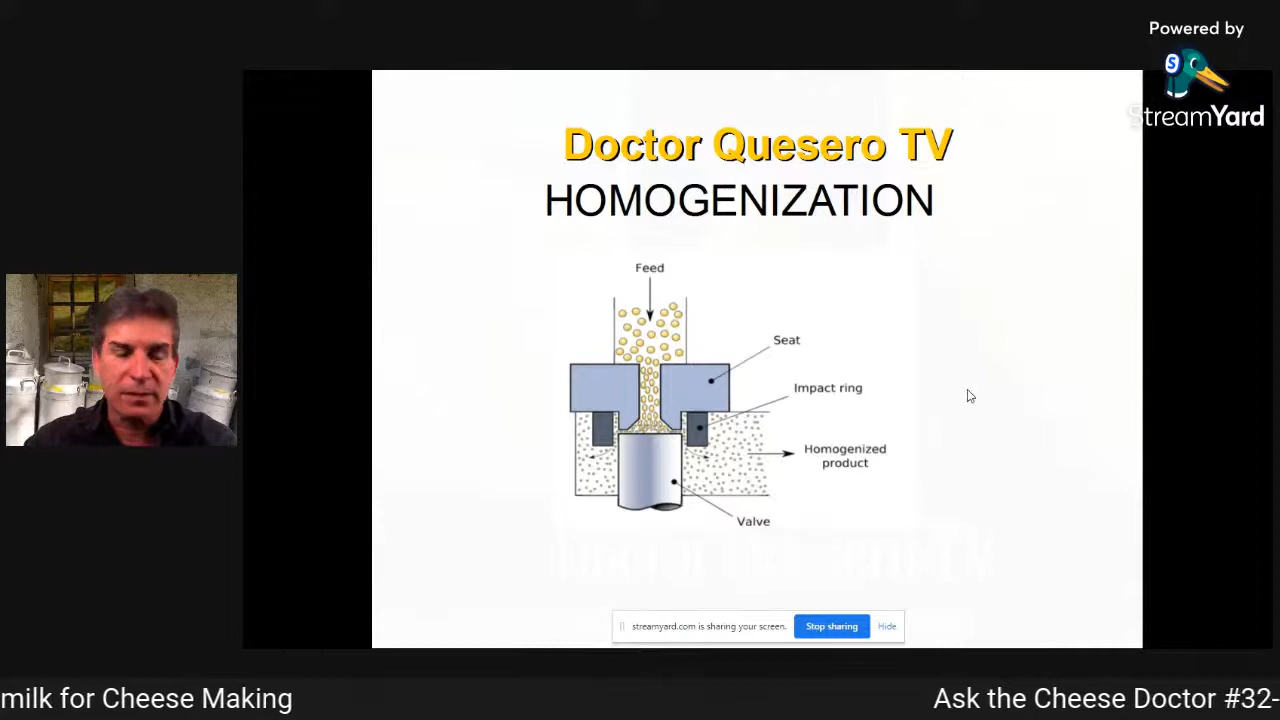 Powered by
StreamYard
Doctor Quesero TV
HOMOGENIZATION
Feed
Seat
Impact ring
Homogenized
product
Valve
streamyard.com is sharing your screen.
Stop sharing
Hide
milk for Cheese Making
Ask the Cheese Doctor #32-